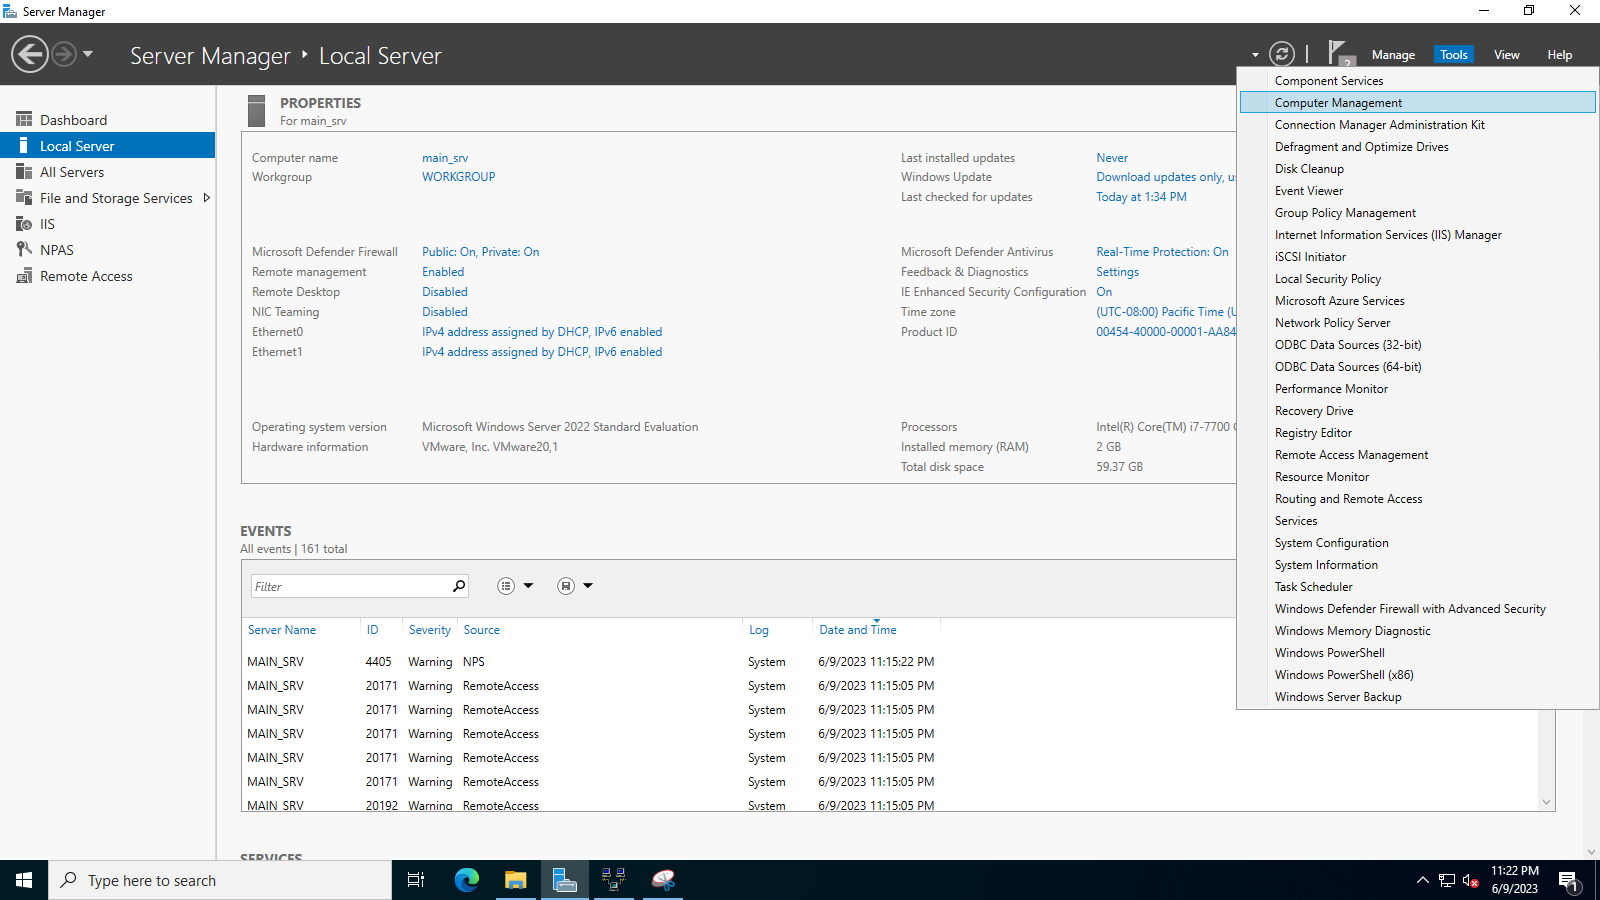 Server Manager
Server Manager ‣ Local Server
2
Manage Tools View Help
Dashboard
Local Server
All Servers
File and Storage Services
IIS
NPAS
Remote Access
PROPERTIES
For main_srv
Computer name main_srv
Workgroup WORKGROUP
Last installed updates Never
Windows Update Download updates only, us
Last checked for updates Today at 1:34 PM
Microsoft Defender Firewall Public: On, Private: On
Remote management Enabled
Remote Desktop Disabled
NIC Teaming Disabled
Ethernet0 IPv4 address assigned by DHCP, IPv6 enabled
Ethernet1 IPv4 address assigned by DHCP, IPv6 enabled
Microsoft Defender Antivirus Real-Time Protection: On
Feedback & Diagnostics Settings
IE Enhanced Security Configuration On
Time zone (UTC-08:00) Pacific Time (U
Product ID 00454-40000-00001-AA84
Operating system version Microsoft Windows Server 2022 Standard Evaluation
Hardware information VMware, Inc. VMware20,1
Processors Intel(R) Core(TM) i7-7700
Installed memory (RAM) 2 GB
Total disk space 59.37 GB
EVENTS
All events | 161 total
Filter
Server Name ID Severity Source Log Date and Time
MAIN_SRV 4405 Warning NPS System 6/9/2023 11:15:22 PM
MAIN_SRV 20171 Warning RemoteAccess System 6/9/2023 11:15:05 PM
MAIN_SRV 20171 Warning RemoteAccess System 6/9/2023 11:15:05 PM
MAIN_SRV 20171 Warning RemoteAccess System 6/9/2023 11:15:05 PM
MAIN_SRV 20171 Warning RemoteAccess System 6/9/2023 11:15:05 PM
MAIN_SRV 20171 Warning RemoteAccess System 6/9/2023 11:15:05 PM
MAIN_SRV 20192 Warning RemoteAccess System 6/9/2023 11:15:05 PM
SERVICES
Component Services
Computer Management
Connection Manager Administration Kit
Defragment and Optimize Drives
Disk Cleanup
Event Viewer
Group Policy Management
Internet Information Services (IIS) Manager
iSCSI Initiator
Local Security Policy
Microsoft Azure Services
Network Policy Server
ODBC Data Sources (32-bit)
ODBC Data Sources (64-bit)
Performance Monitor
Recovery Drive
Registry Editor
Remote Access Management
Resource Monitor
Routing and Remote Access
Services
System Configuration
System Information
Task Scheduler
Windows Defender Firewall with Advanced Security
Windows Memory Diagnostic
Windows PowerShell
Windows PowerShell (x86)
Windows Server Backup
Type here to search
11:22 PM
6/9/2023
1